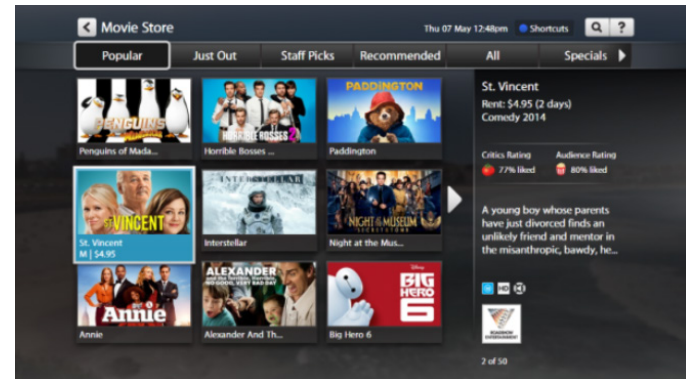 Movie Store
Thu 07 May 12:48pm
Shortcuts
?
Popular
Just Out
Staff Picks
Recommended
All
Specials
PENGUINS
Penguins of Mada...
HORRIBLE BOSSES 2
Horrible Bosses ...
PADDINGTON
Paddington
ST. VINCENT
St. Vincent
M | $4.95
INTERSTELLAR
Interstellar
NIGHT AT THE MUSEUM
Night at the Mus...
Annie
Annie
ALEXANDER
Alexander And Th...
Disney
BIG
HERO
6
Big Hero 6
St. Vincent
Rent: $4.95 (2 days)
Comedy 2014
Critics Rating
77% liked
Audience Rating
80% liked
A young boy whose parents
have just divorced finds an
unlikely friend and mentor in
the misanthropic, bawdy, he...
HD
ROADSHOW
ENTERTAINMENT
2 of 50